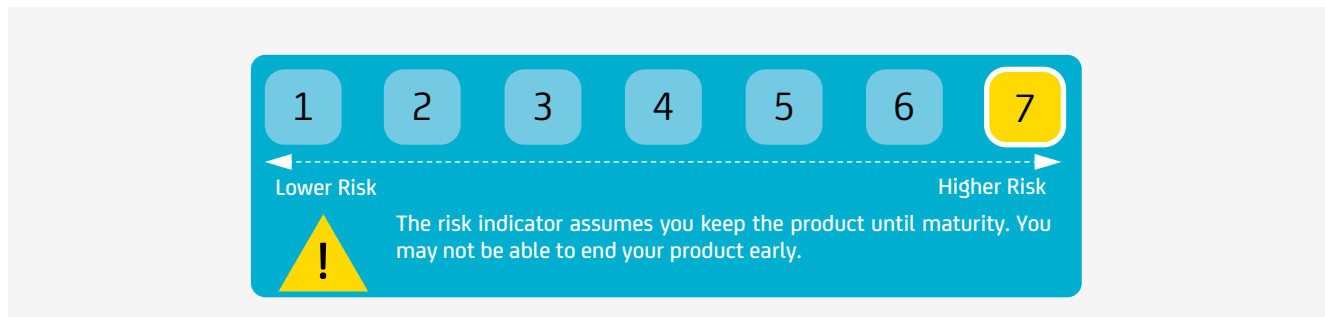 1 2 3 4 5 6 7
Lower Risk Higher Risk
The risk indicator assumes you keep the product until maturity. You
may not be able to end your product early.
!